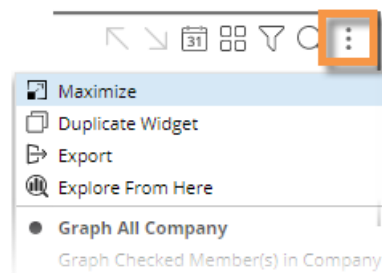 31
Maximize
Duplicate Widget
Export
Explore From Here
Graph All Company
Graph Checked Member(s) in Company